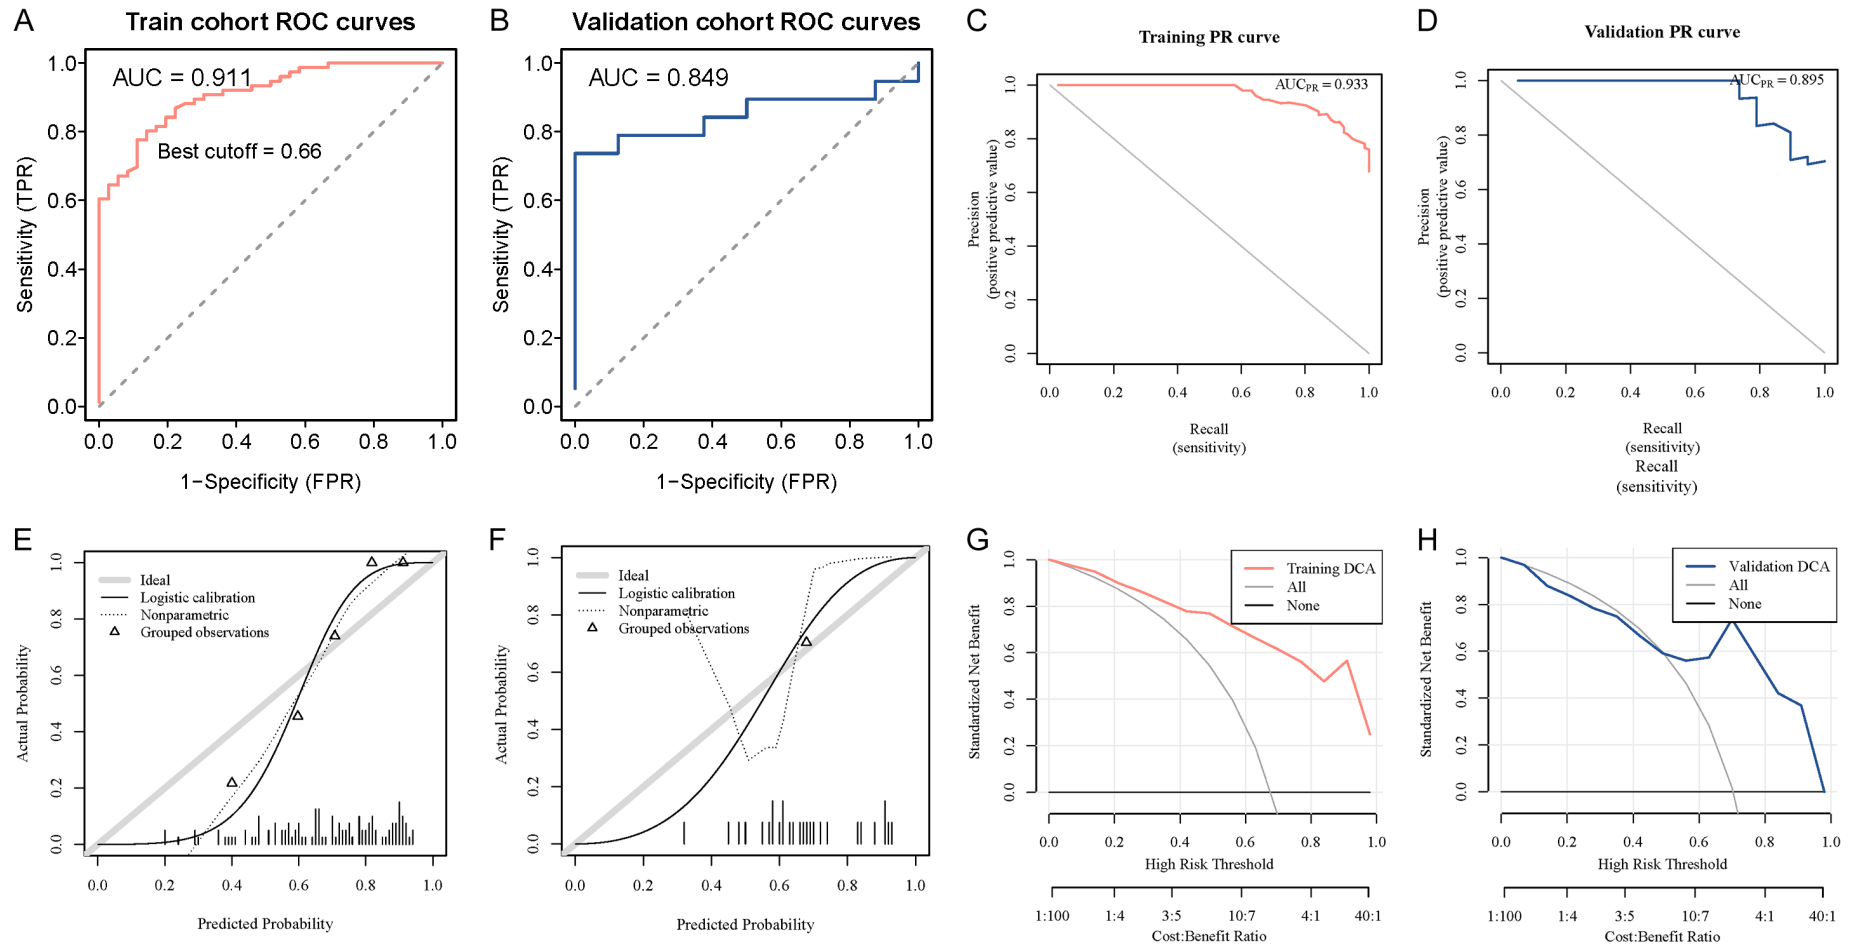 A
Train cohort ROC curves
AUC = 0.911
Best cutoff = 0.66
Sensitivity (TPR)
1.0
0.8
0.6
0.4
0.2
0.0
0.0 0.2 0.4 0.6 0.8 1.0
1−Specificity (FPR)
B
Validation cohort ROC curves
AUC = 0.849
Sensitivity (TPR)
1.0
0.8
0.6
0.4
0.2
0.0
0.0 0.2 0.4 0.6 0.8 1.0
1−Specificity (FPR)
C
Training PR curve
AUCPR = 0.933
Precision
(positive predictive value)
1.0
0.8
0.6
0.4
0.2
0.0
0.0 0.2 0.4 0.6 0.8 1.0
Recall
(sensitivity)
D
Validation PR curve
AUCPR = 0.895
Precision
(positive predictive value)
1.0
0.8
0.6
0.4
0.2
0.0
0.0 0.2 0.4 0.6 0.8 1.0
Recall
(sensitivity)
Recall
(sensitivity)
E
Ideal
Logistic calibration
Nonparametric
Grouped observations
Actual Probability
1.0
0.8
0.6
0.4
0.2
0.0
0.0 0.2 0.4 0.6 0.8 1.0
Predicted Probability
F
Ideal
Logistic calibration
Nonparametric
Grouped observations
Actual Probability
1.0
0.8
0.6
0.4
0.2
0.0
0.0 0.2 0.4 0.6 0.8 1.0
Predicted Probability
G
Training DCA
All
None
Standardized Net Benefit
1.0
0.8
0.6
0.4
0.2
0.0
0.0 0.2 0.4 0.6 0.8 1.0
High Risk Threshold
1:100 1:4 3:5 10:7 4:1 40:1
Cost:Benefit Ratio
H
Validation DCA
All
None
Standardized Net Benefit
1.0
0.8
0.6
0.4
0.2
0.0
0.0 0.2 0.4 0.6 0.8 1.0
High Risk Threshold
1:100 1:4 3:5 10:7 4:1 40:1
Cost:Benefit Ratio